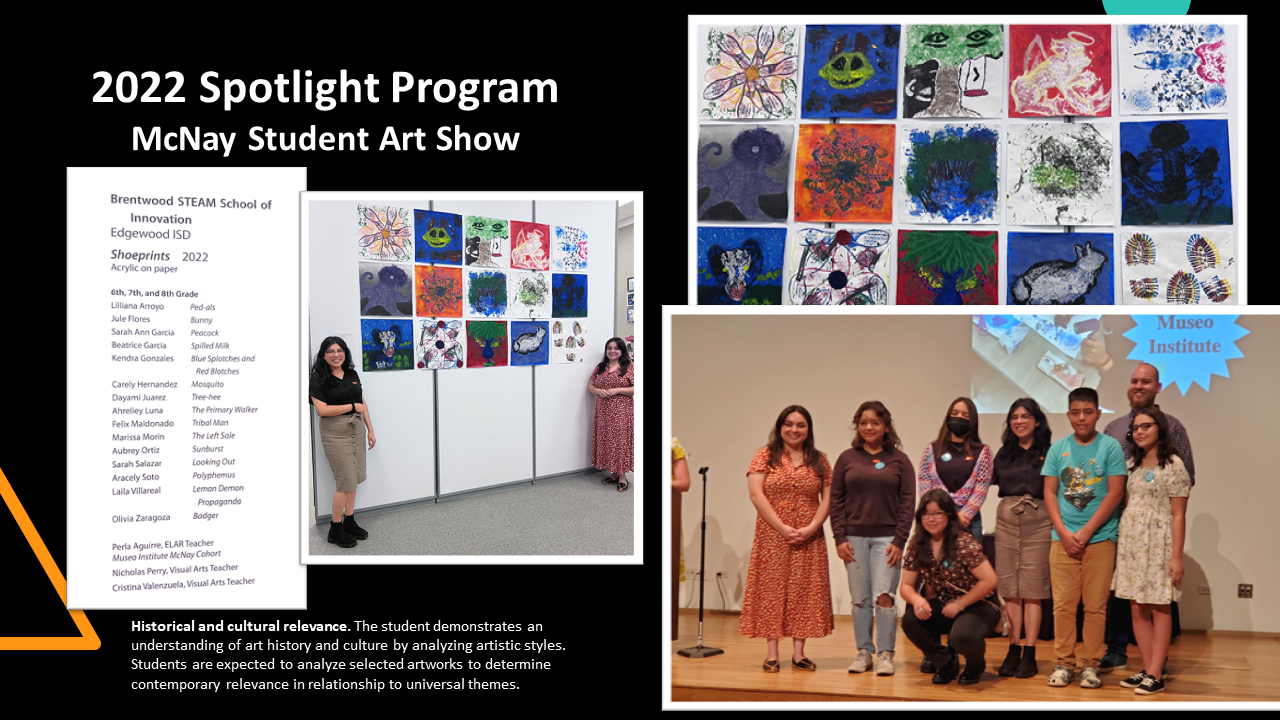 2022 Spotlight Program
McNay Student Art Show
Brentwood STEAM School of
Innovation
Edgewood ISD
Shoeprints 2022
Acrylic on paper
6th, 7th, and 8th Grade
Lilliana Arroyo Ped-als
Jule Flores Bunny
Sarah Ann Garcia Peacock
Beatrice Garcia Spilled Milk
Kendra Gonzales Blue Splotches and
Red Blotches
Carely Hernandez Mosquito
Dayami Juarez Tree-hee
Ahreliey Luna The Primary Walker
Felix Maldonado Tribal Man
Marissa Morin The Left Sole
Aubrey Ortiz Sunburst
Sarah Salazar Looking Out
Aracely Soto Polyphemus
Laila Villareal Lemon Demon
Propaganda
Olivia Zaragoza Badger
Perla Aguirre, ELAR Teacher
Museo Institute McNay Cohort
Nicholas Perry, Visual Arts Teacher
Cristina Valenzuela, Visual Arts Teacher
Museo
Institute
Historical and cultural relevance. The student demonstrates an
understanding of art history and culture by analyzing artistic styles.
Students are expected to analyze selected artworks to determine
contemporary relevance in relationship to universal themes.